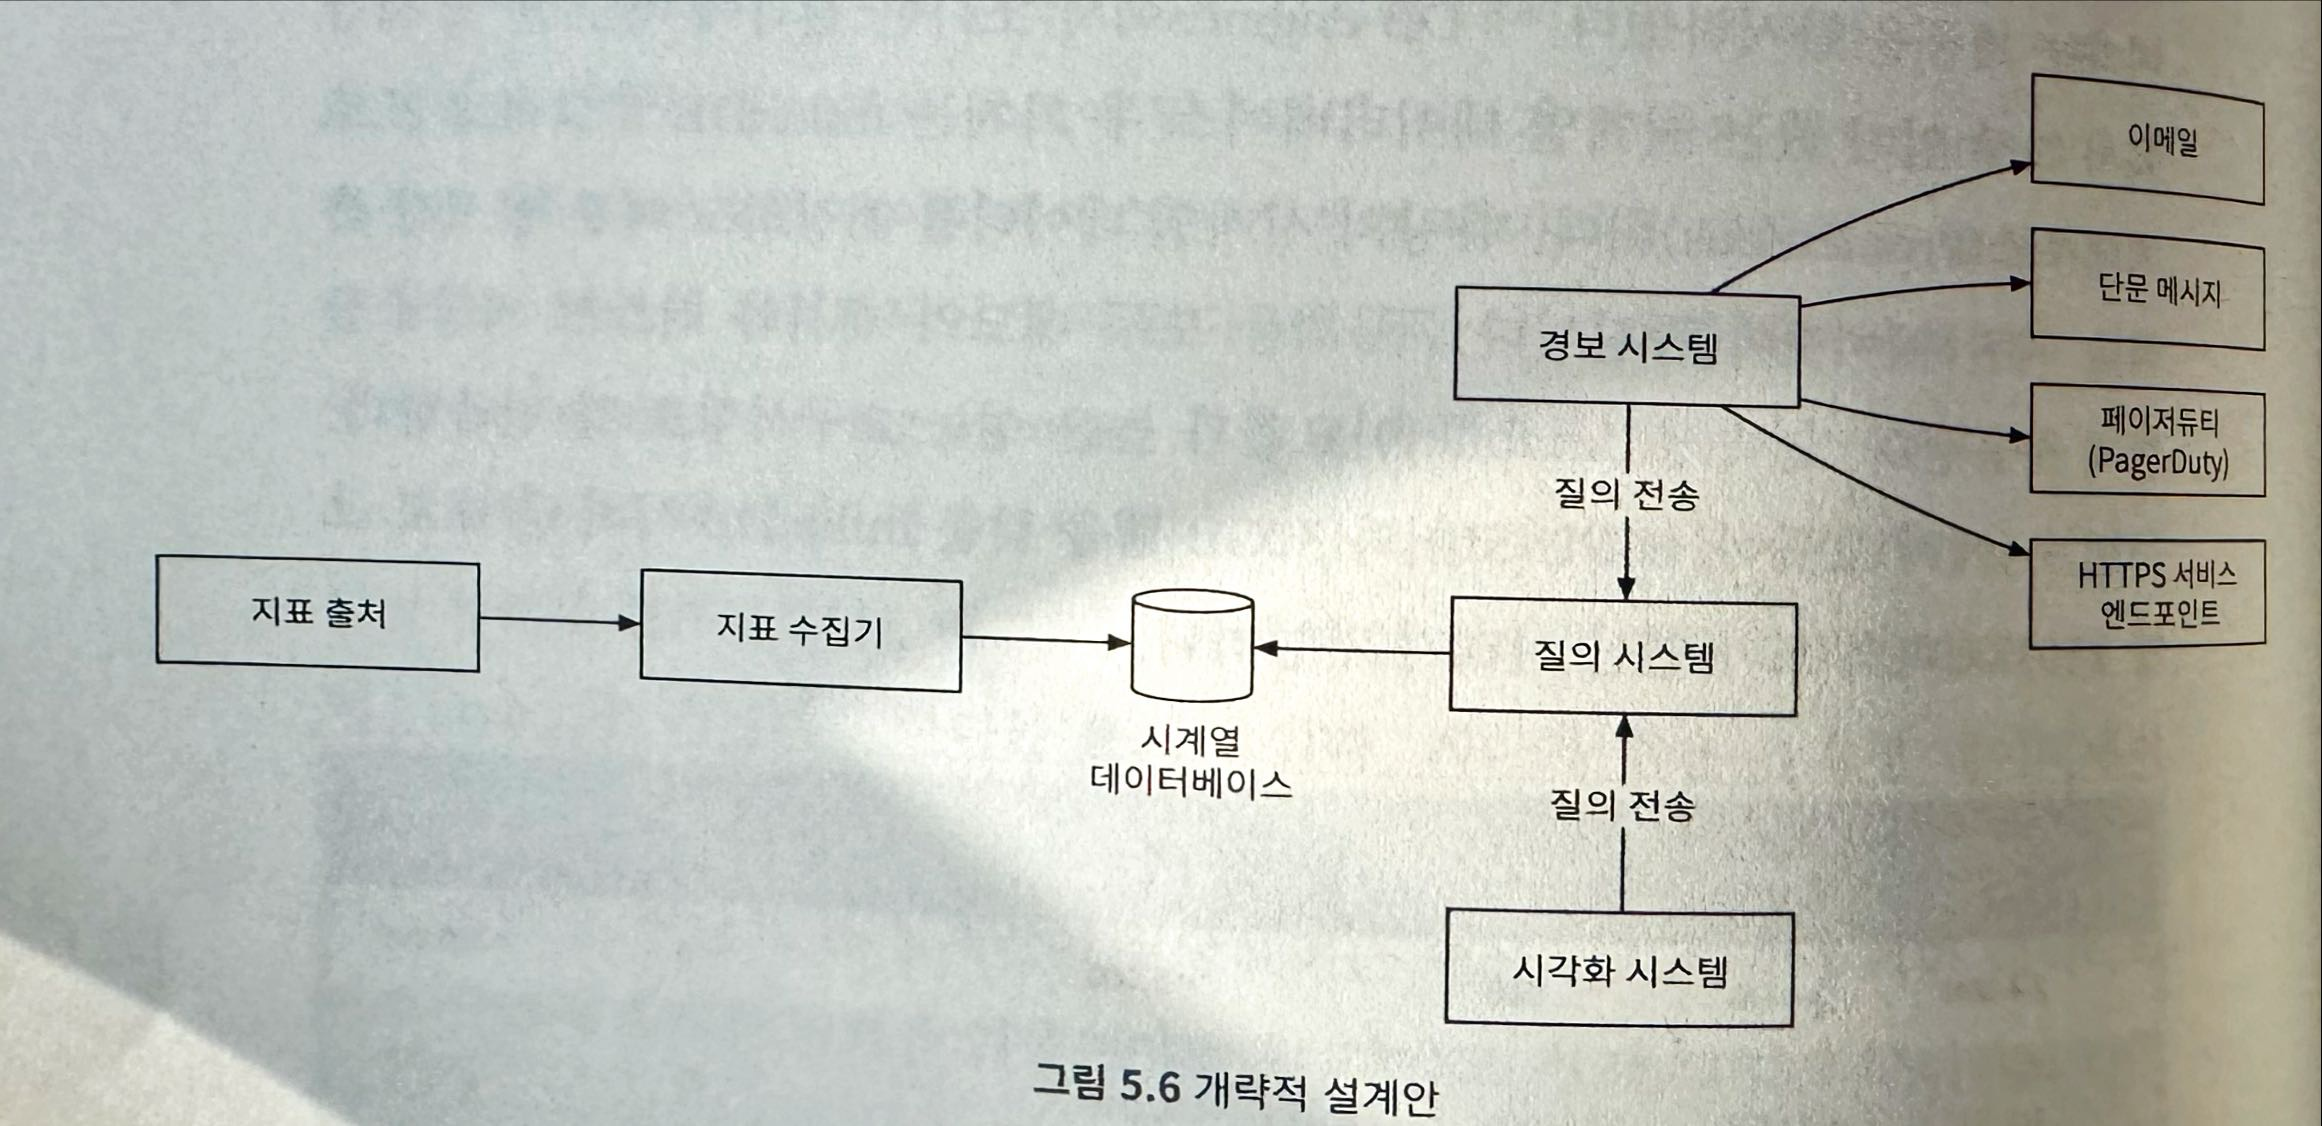 이메일
단문 메시지
경보 시스템
페이저듀티
(PagerDuty)
질의 전송
HTTPS 서비스
엔드포인트
지표 출처
지표 수집기
질의 시스템
시계열
데이터베이스
질의 전송
시각화 시스템
그림 5.6 개략적 설계안